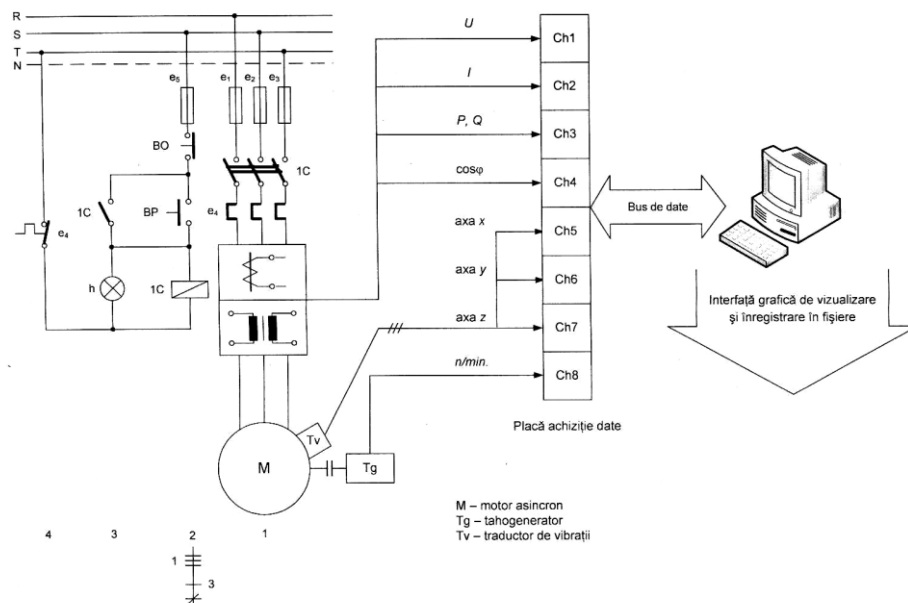 R
S
T
N
e5
e1
e2
e3
BO
1C
1C
BP
e4
e4
h
1C
M
Tv
Tg
U
I
P, Q
cosφ
axa x
axa y
axa z
n/min.
Ch1
Ch2
Ch3
Ch4
Ch5
Ch6
Ch7
Ch8
Placă achiziție date
Bus de date
Interfață grafică de vizualizare
și înregistrare în fișiere
M – motor asincron
Tg – tahogenerator
Tv – traductor de vibrații
4 3 2 1
1
3